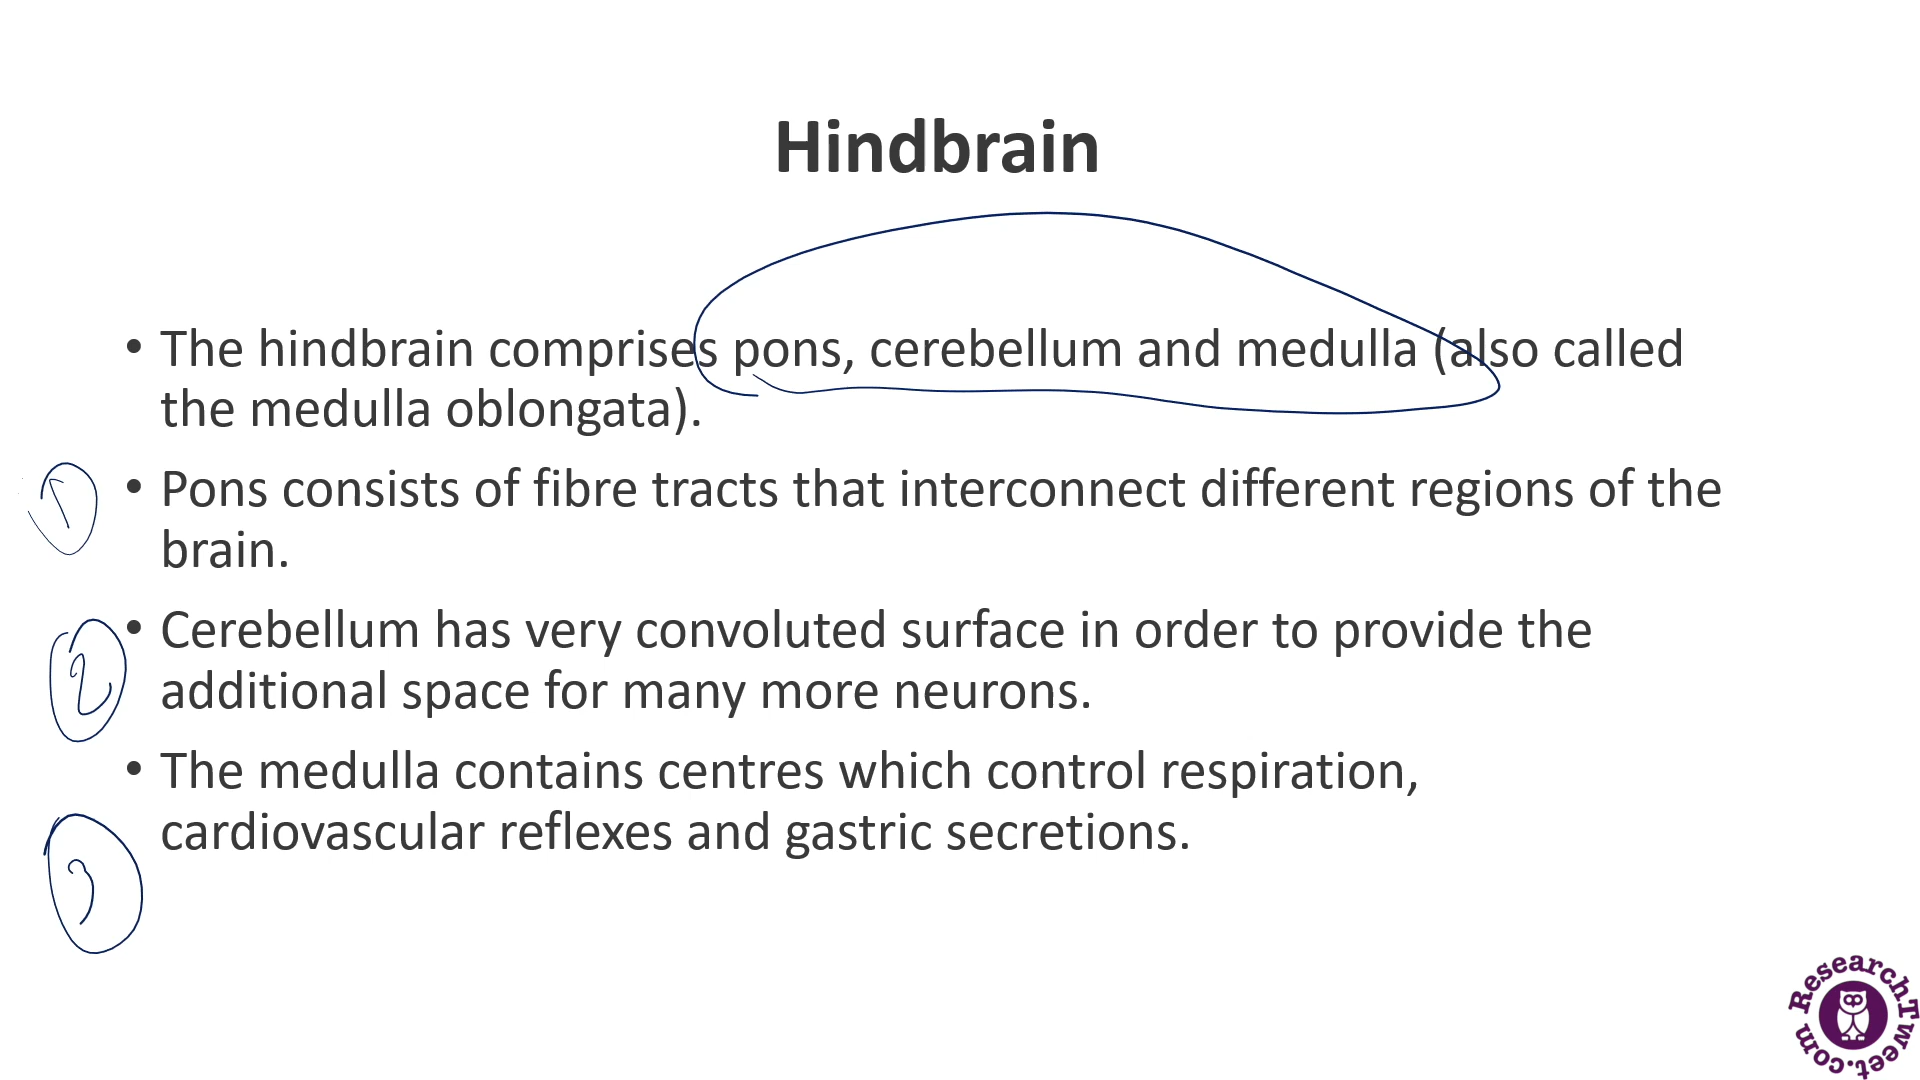 Hindbrain
• The hindbrain comprises pons, cerebellum and medulla (also called
the medulla oblongata).
1
• Pons consists of fibre tracts that interconnect different regions of the
brain.
2
• Cerebellum has very convoluted surface in order to provide the
additional space for many more neurons.
• The medulla contains centres which control respiration,
cardiovascular reflexes and gastric secretions.
ResearchTweet.com